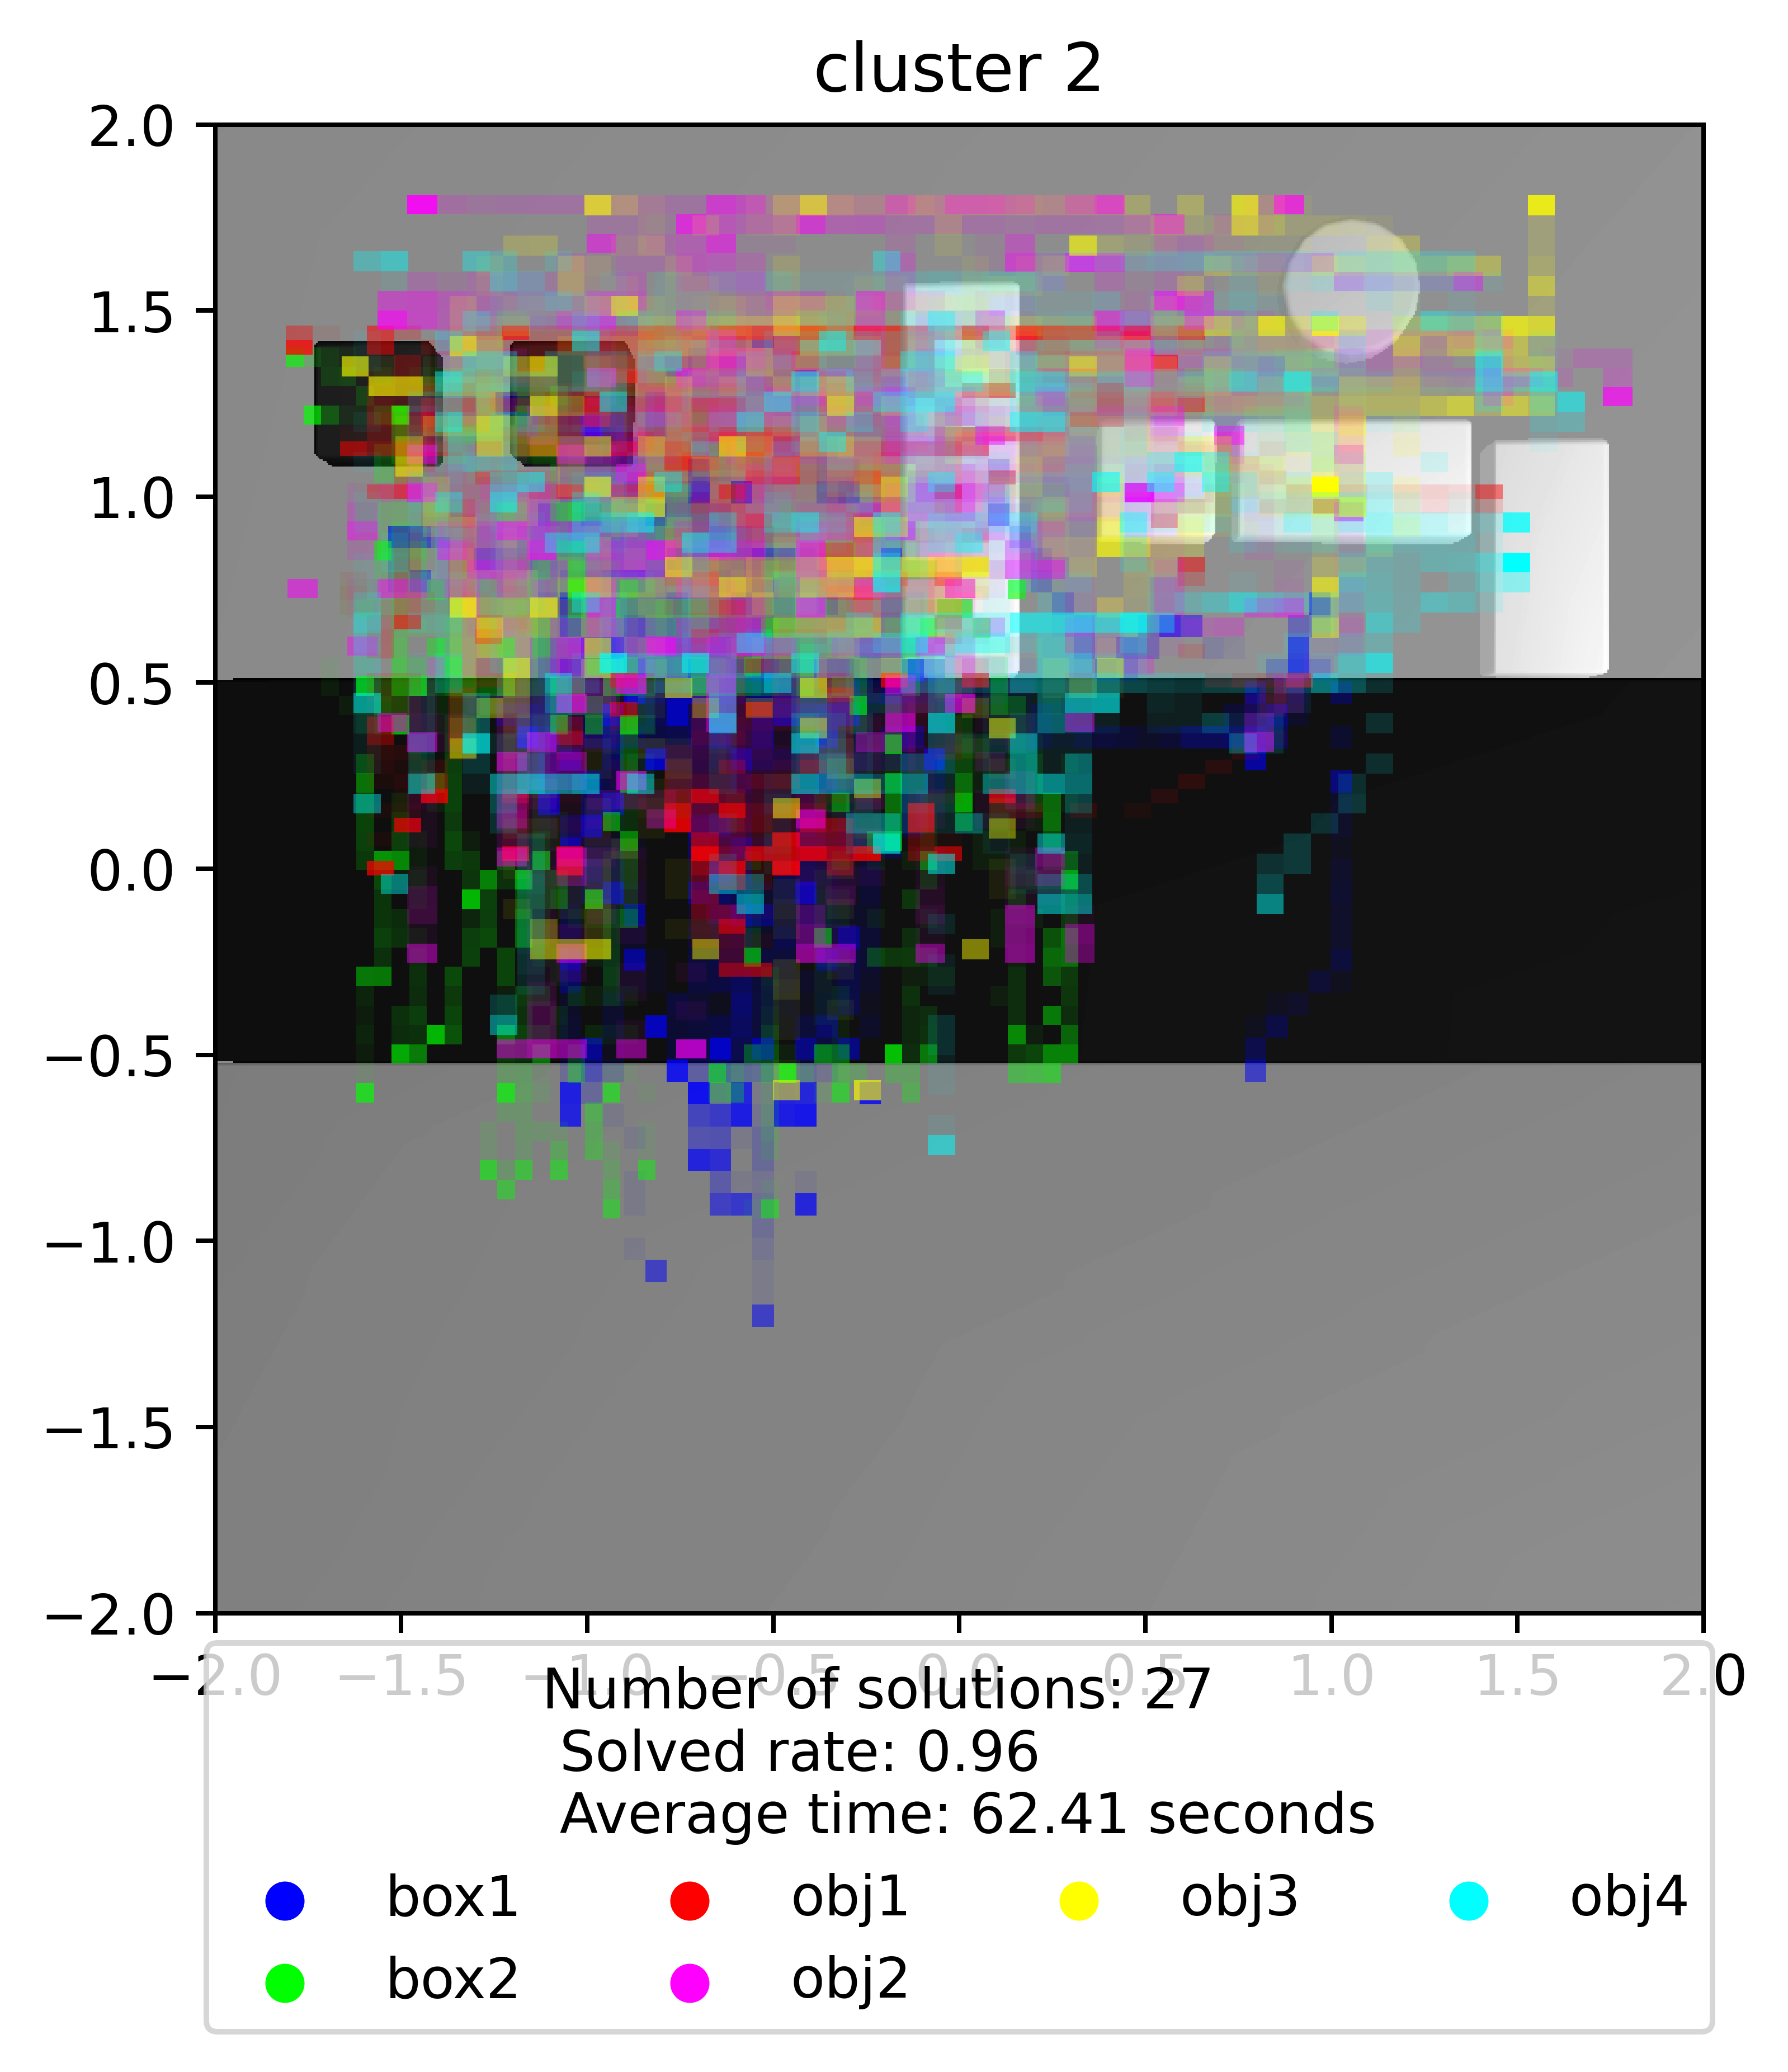 cluster 2
2.0
1.5
1.0
0.5
0.0
−0.5
−1.0
−1.5
−2.0
−2.0 −1.5 −1.0 −0.5 0.0 0.5 1.0 1.5 2.0
Number of solutions: 27
Solved rate: 0.96
Average time: 62.41 seconds
box1 obj1 obj3 obj4
box2 obj2